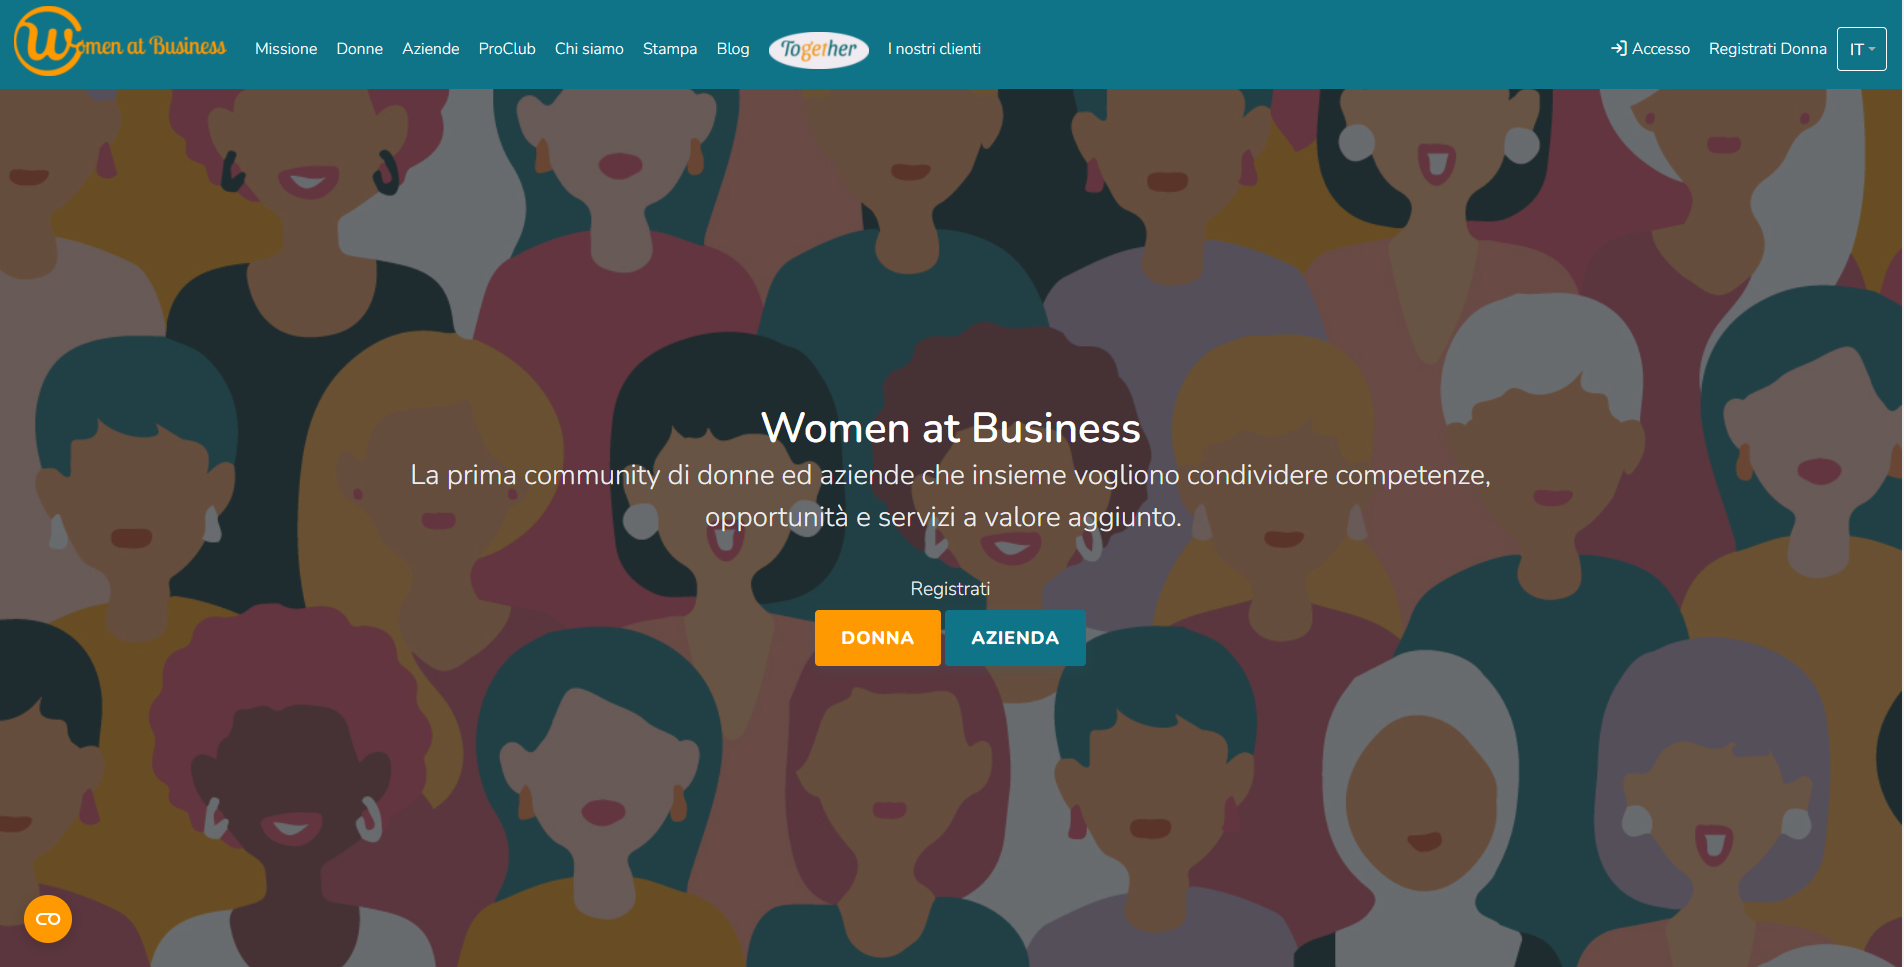 Women at Business
Missione
Donne
Aziende
ProClub
Chi siamo
Stampa
Blog
Together
I nostri clienti
Accesso
Registrati Donna
IT
Women at Business
La prima community di donne ed aziende che insieme vogliono condividere competenze,
opportunità e servizi a valore aggiunto.
Registrati
DONNA
AZIENDA